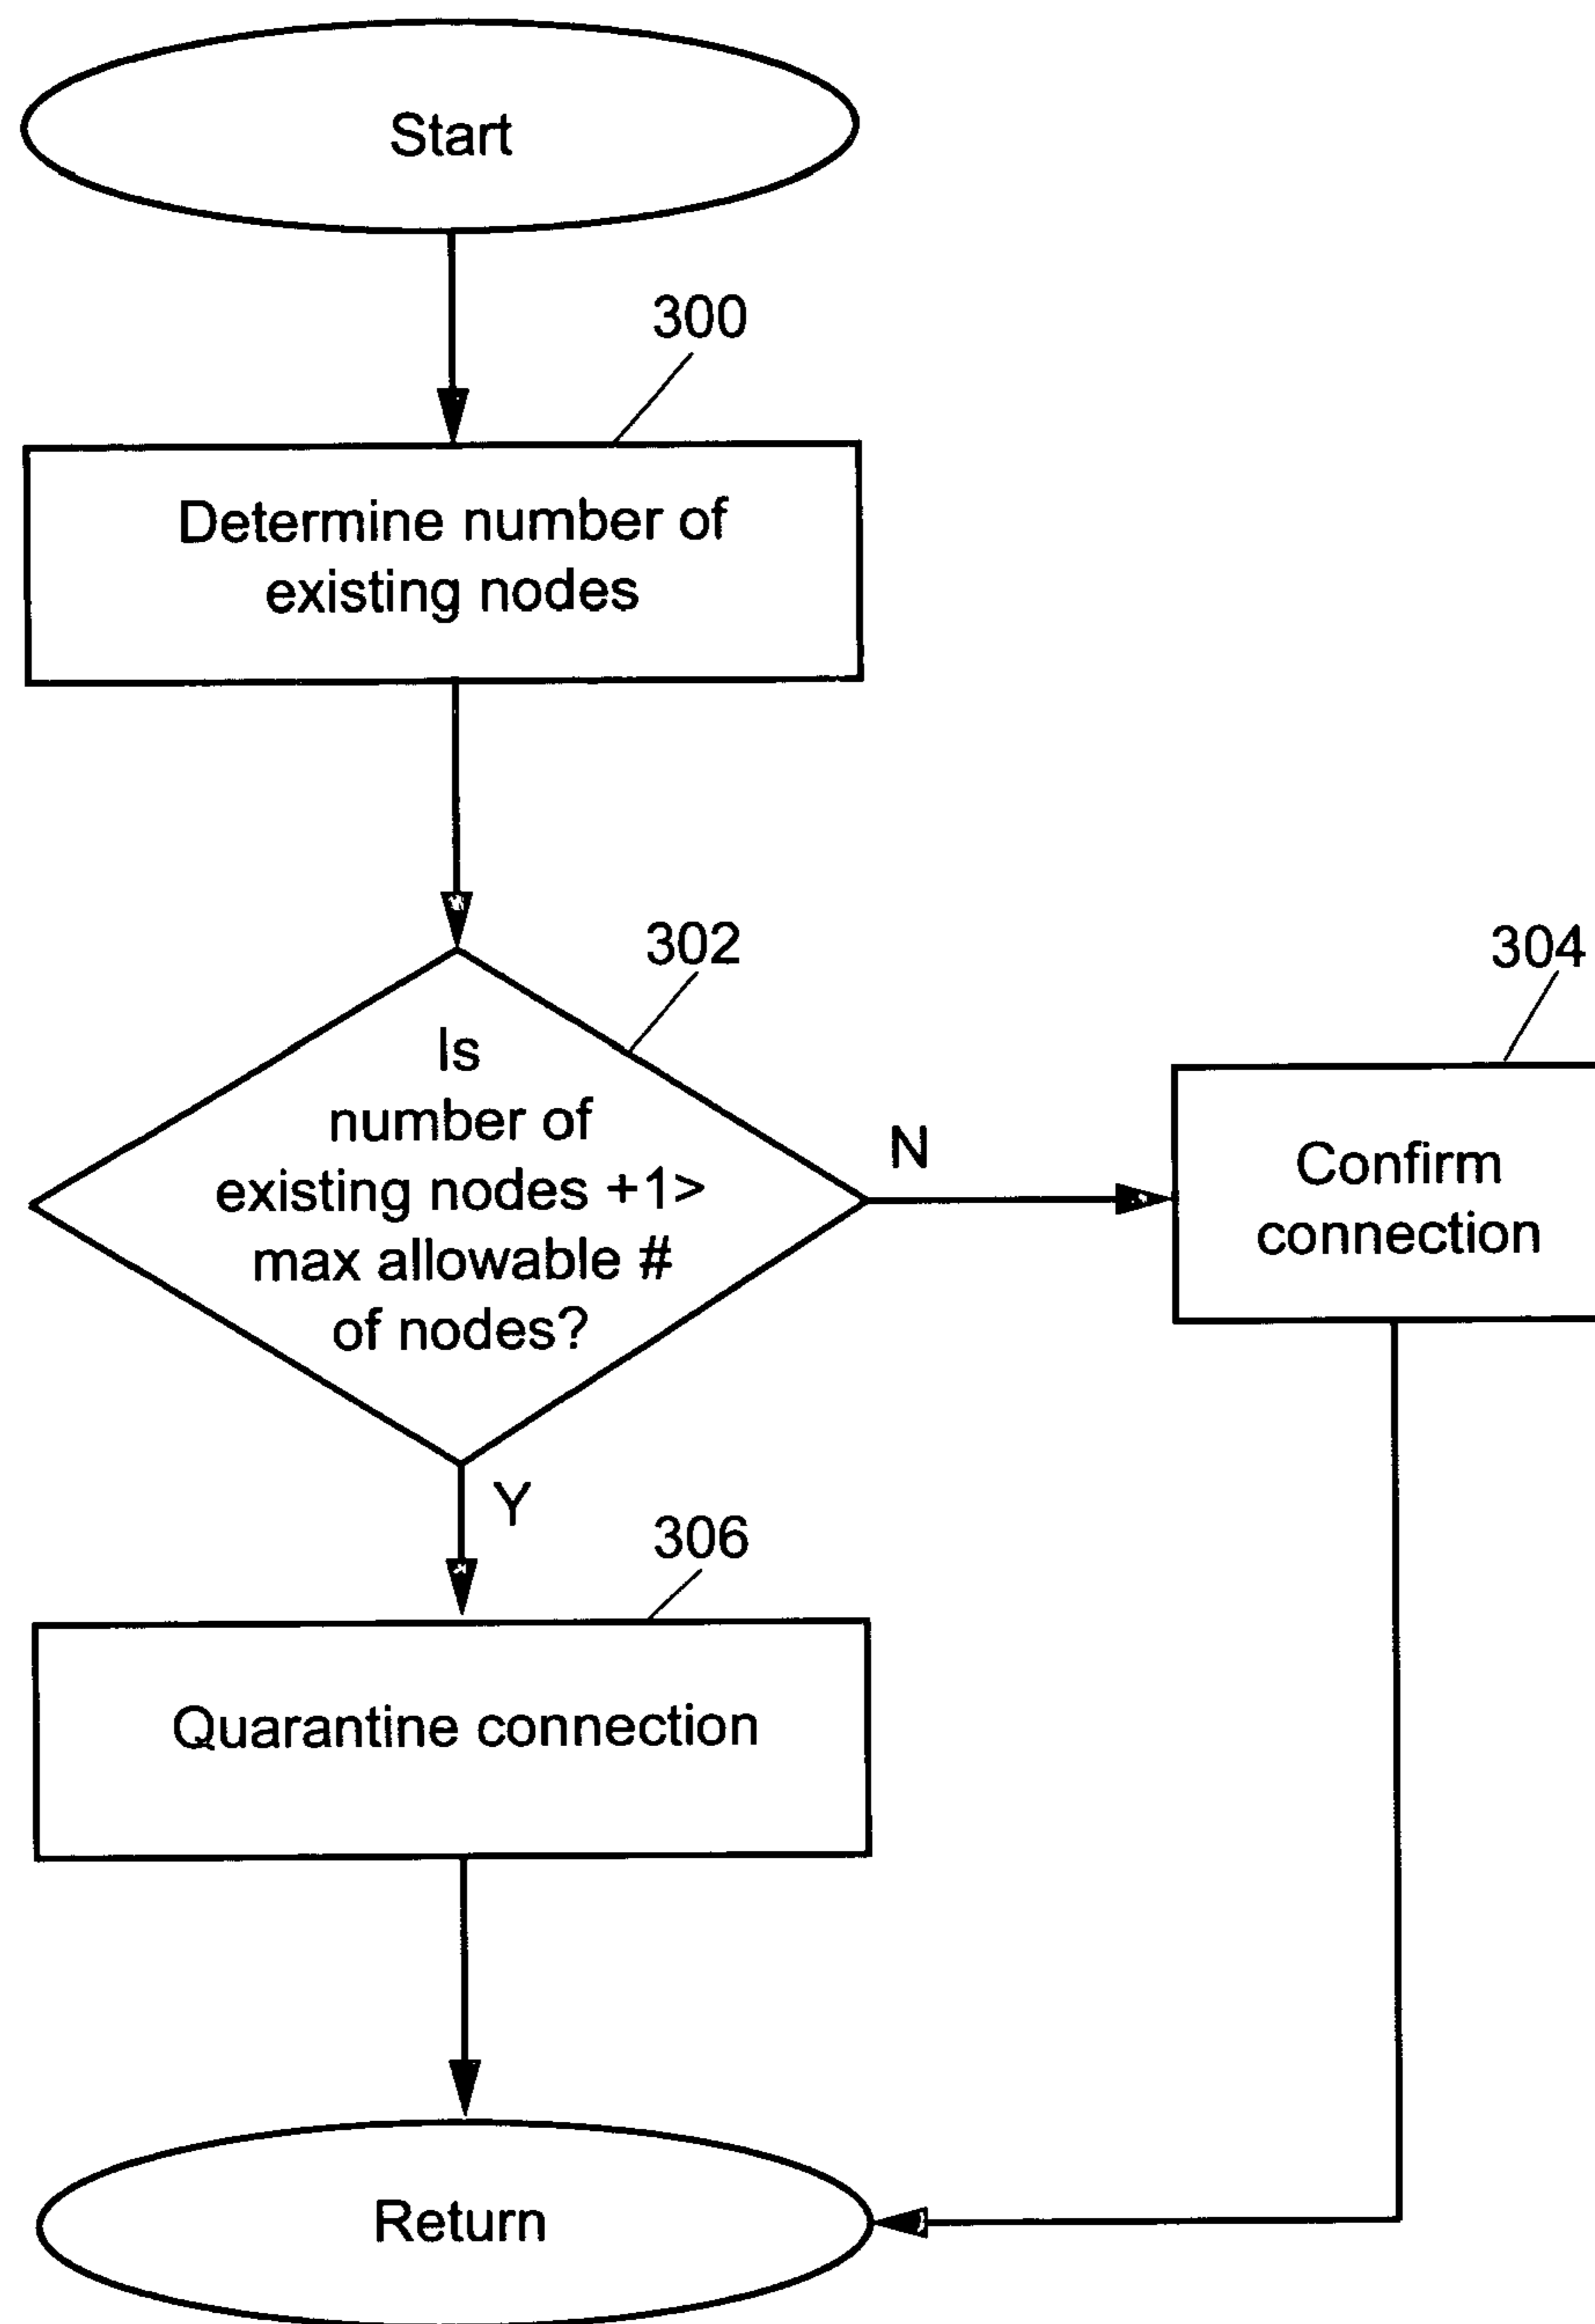 Start
300
Determine number of
existing nodes
302
Is
number of
existing nodes +1>
max allowable #
of nodes?
N
304
Confirm
connection
Y
306
Quarantine connection
Return